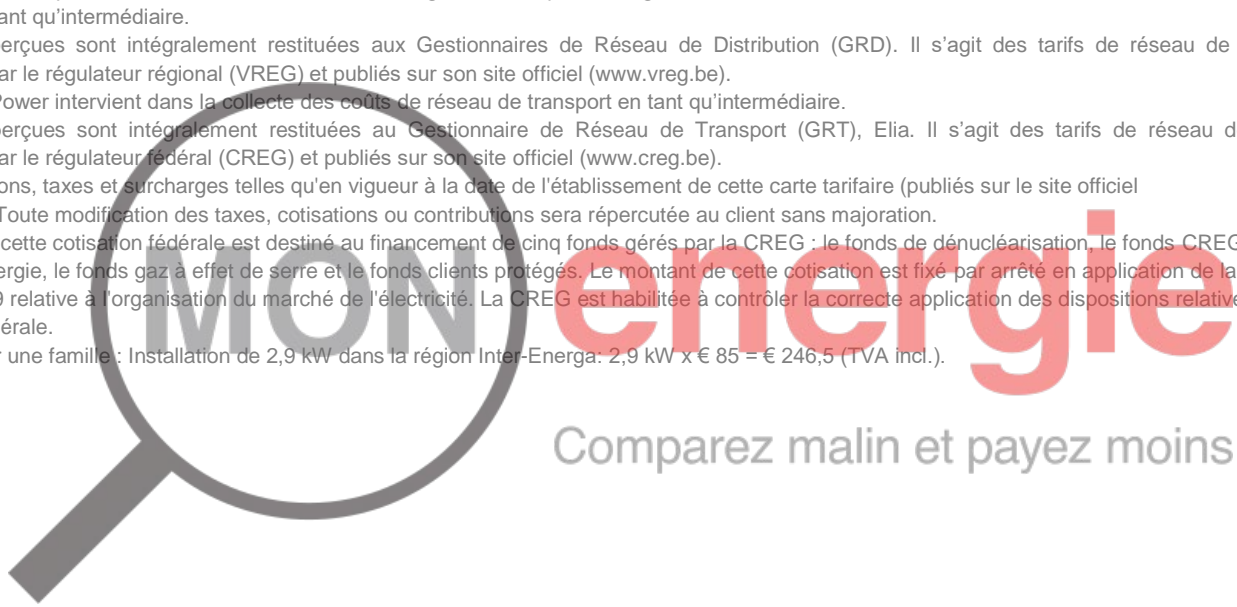 ant qu'intermédiaire.
perçues sont intégralement restituées aux Gestionnaires de Réseau de Distribution (GRD). Il s'agit des tarifs de réseau de
par le régulateur régional (VREG) et publiés sur son site officiel (www.vreg.be).
Power intervient dans la collecte des coûts de réseau de transport en tant qu'intermédiaire.
perçues sont intégralement restituées au Gestionnaire de Réseau de Transport (GRT), Elia. Il s'agit des tarifs de réseau d
par le régulateur fédéral (CREG) et publiés sur son site officiel (www.creg.be).
ons, taxes et surcharges telles qu'en vigueur à la date de l'établissement de cette carte tarifaire (publiés sur le site officiel
Toute modification des taxes, cotisations ou contributions sera répercutée au client sans majoration.
cette cotisation fédérale est destiné au financement de cinq fonds gérés par la CREG : le fonds de dénucléarisation, le fonds CREG
ergie, le fonds gaz à effet de serre et le fonds clients protégés. Le montant de cette cotisation est fixé par arrêté en application de la
9 relative à l'organisation du marché de l'électricité. La CREG est habilitée à contrôler la correcte application des dispositions relative
dérale.
r une famille : Installation de 2,9 kW dans la région Inter-Energa: 2,9 kW x € 85 = € 246,5 (TVA incl.).
MON energie
Comparez malin et payez moins